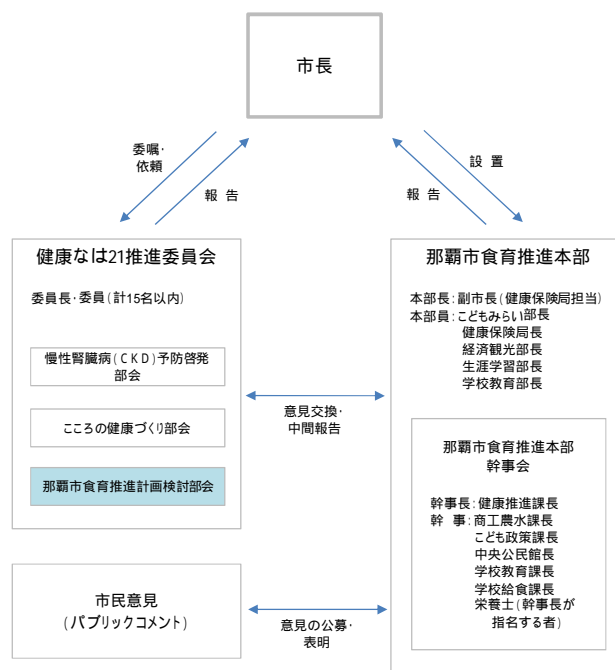 市長
委嘱・
依頼
報 告
設 置
報 告
健康なは21推進委員会
委員長・委員(計15名以内)
慢性腎臓病(CKD)予防啓発
部会
こころの健康づくり部会
那覇市食育推進計画検討部会
意見交換・
中間報告
那覇市食育推進本部
本部長:副市長(健康保険局担当)
本部員:こどもみらい部長
健康保険局長
経済観光部長
生涯学習部長
学校教育部長
那覇市食育推進本部
幹事会
幹事長:健康推進課長
幹 事:商工農水課長
こども政策課長
中央公民館長
学校教育課長
学校給食課長
栄養士(幹事長が
指名する者)
市民意見
(パブリックコメント)
意見の公募・
表明